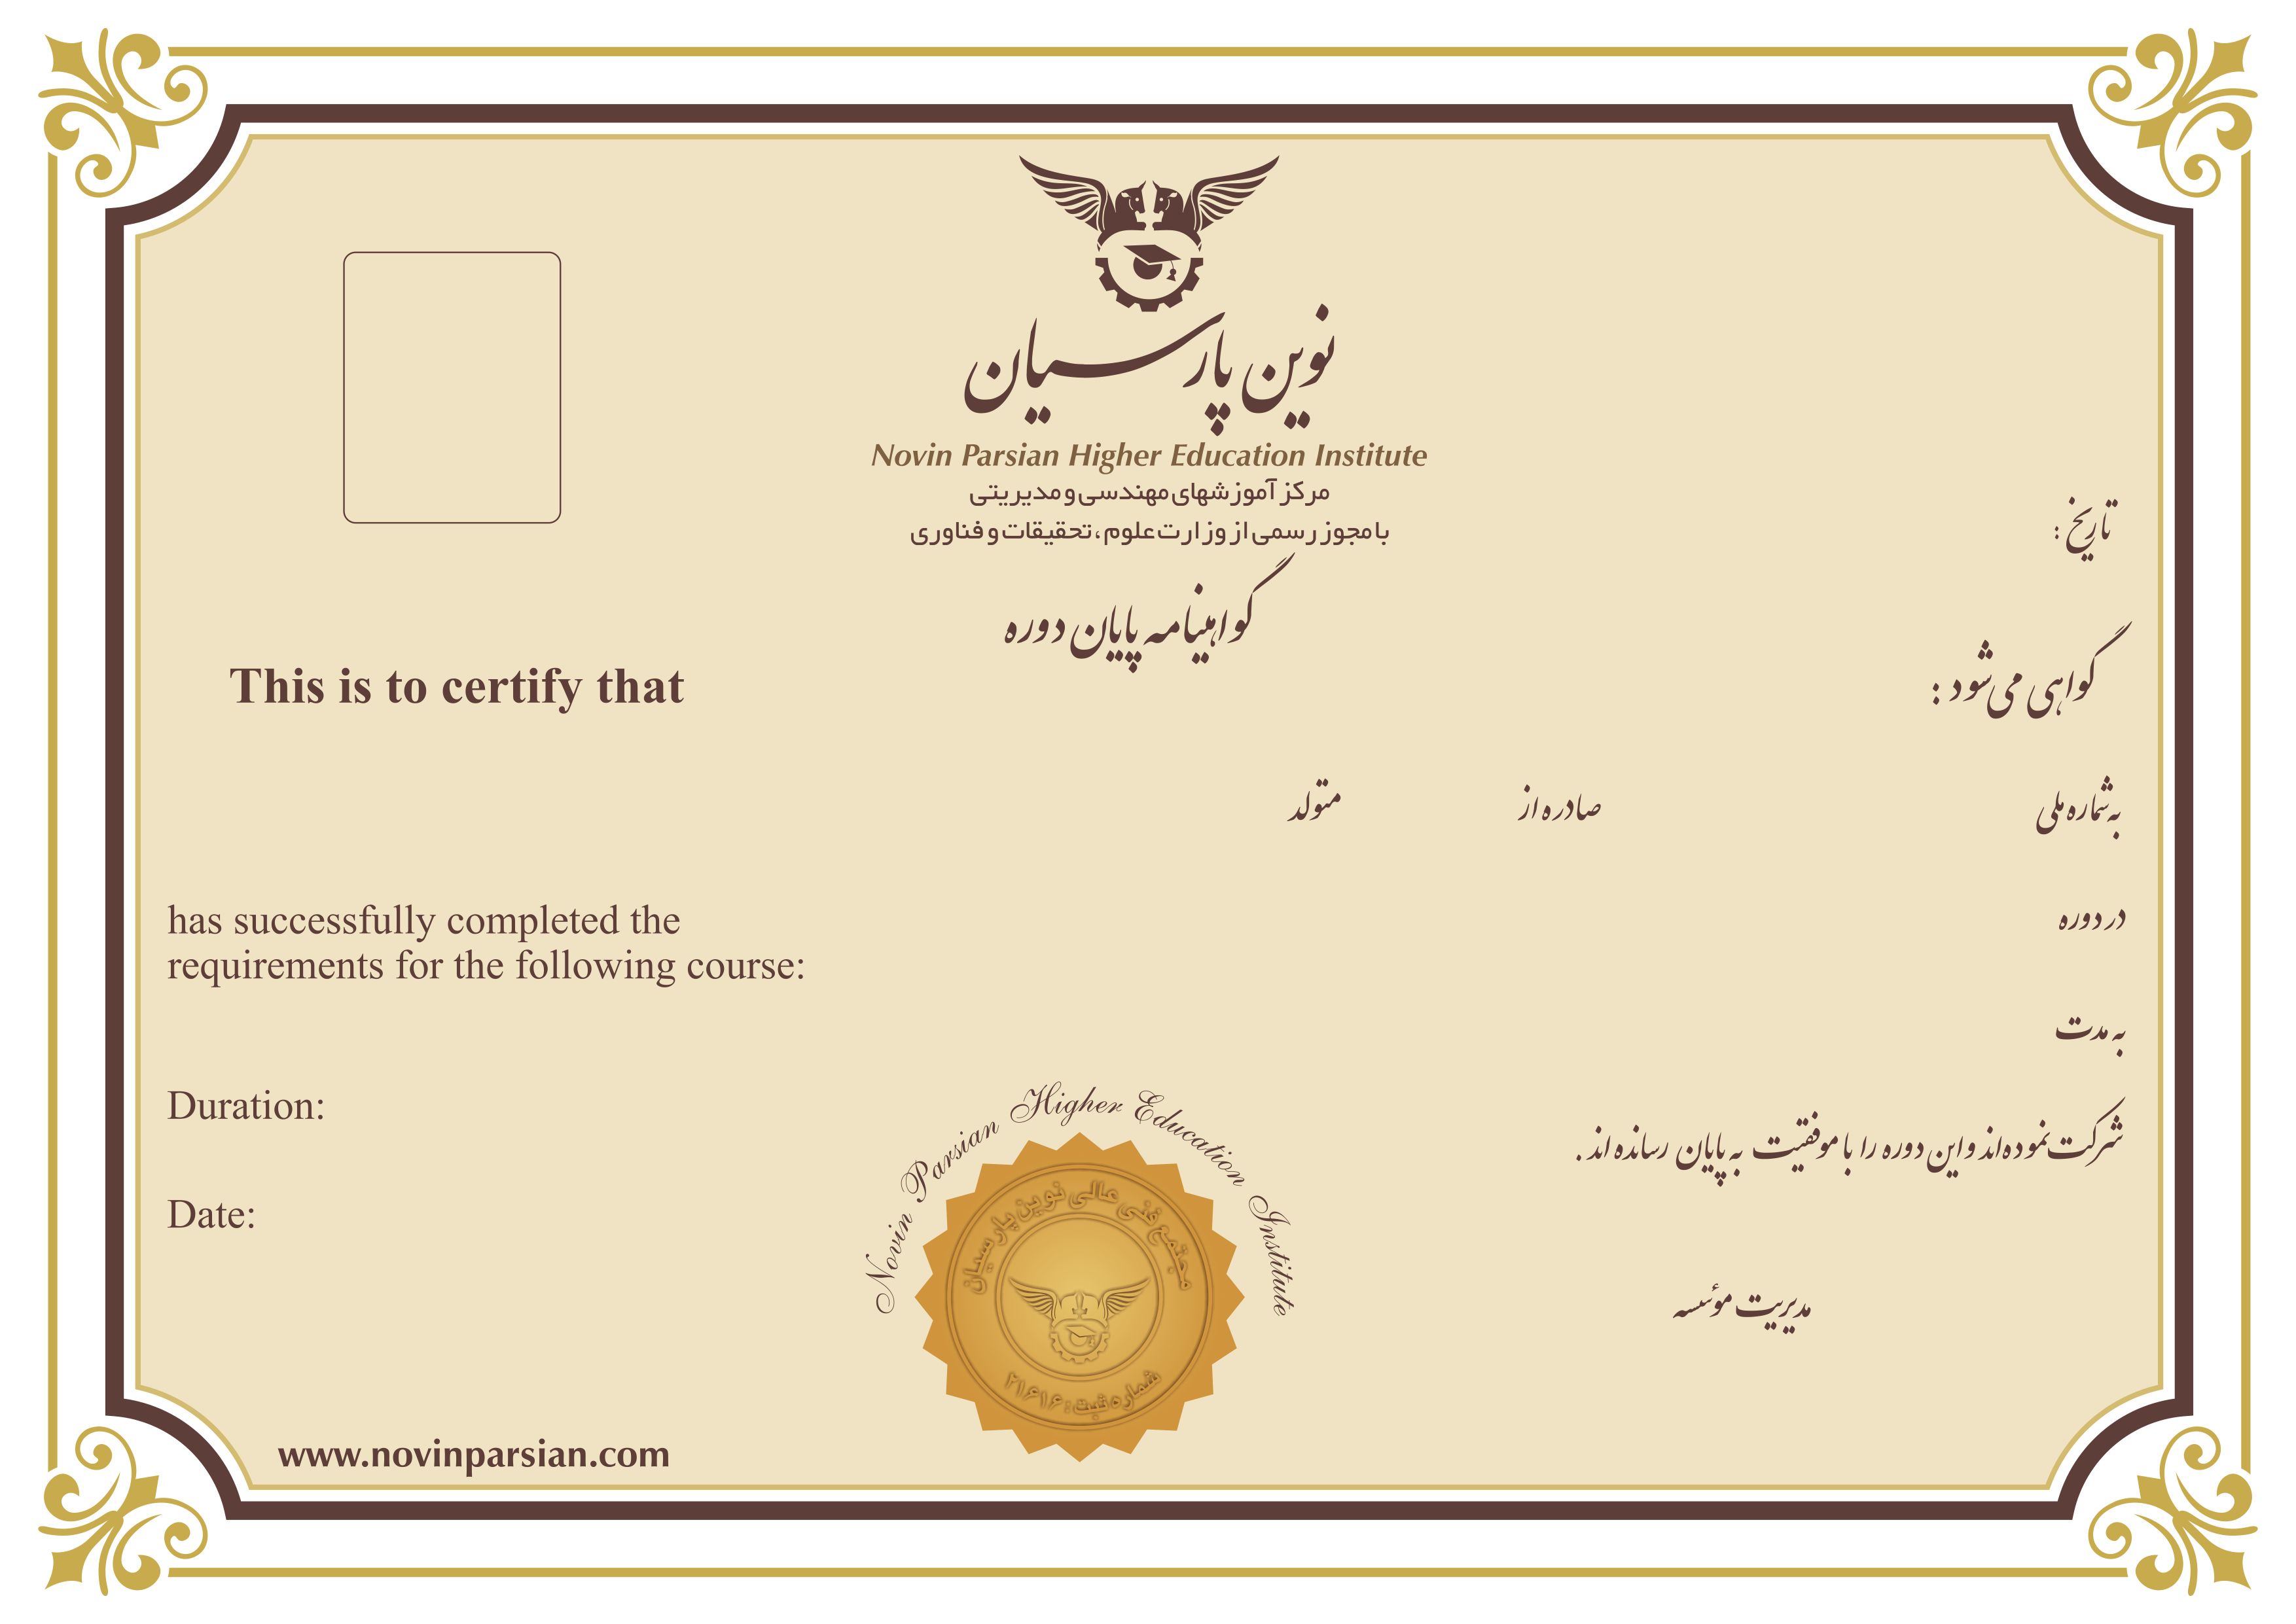 نوین پارسیان
Novin Parsian Higher Education Institute
مرکز آموزشهای مهندسی و مدیریتی
با مجوز رسمی از وزارت علوم، تحقیقات و فناوری
گواهینامه پایان دوره
تاریخ :
گواهی می‌شود :
به شماره ملی
صادره از
متولد
در دوره
به مدت
شرکت نموده‌اند و این دوره را با موفقیت به پایان رسانده اند .
مدیریت موئسسه
This is to certify that
has successfully completed the
requirements for the following course:
Duration:
Date:
Novin Parsian Higher Education Institute
مجتمع فنی عالی نوین پارسیان
شماره ثبت: ۲۱۶۱۶
www.novinparsian.com